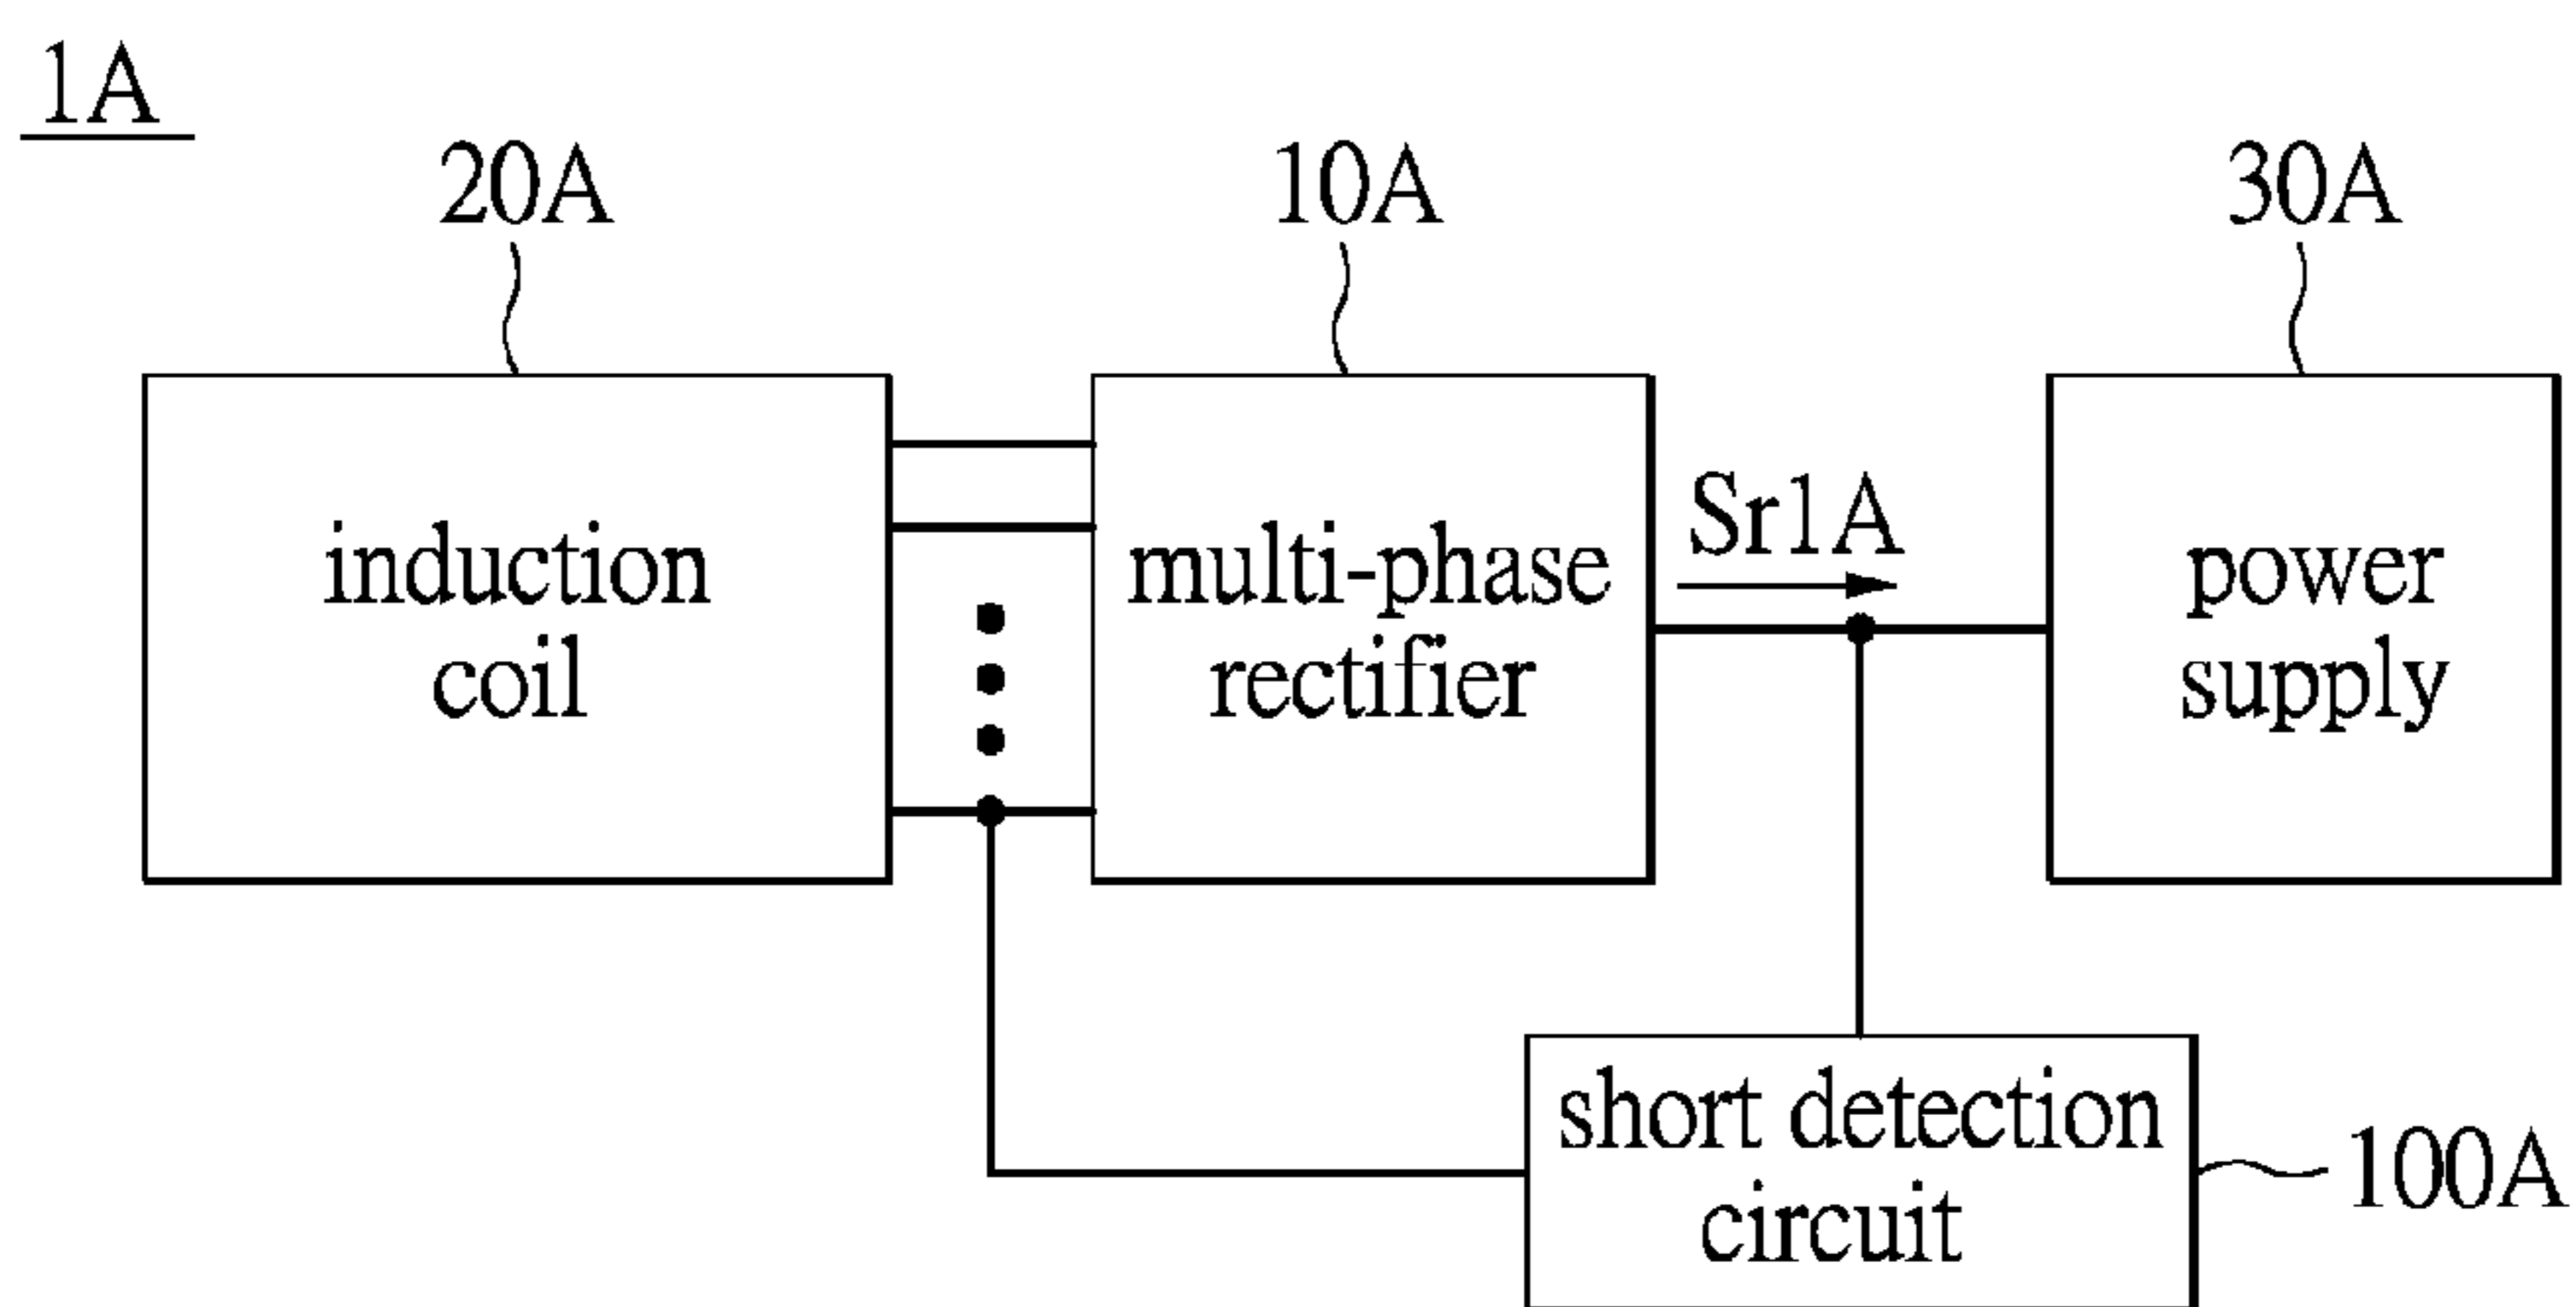 1A
20A
10A
30A
induction
coil
multi-phase
rectifier
Sr1A
power
supply
short detection
circuit
100A